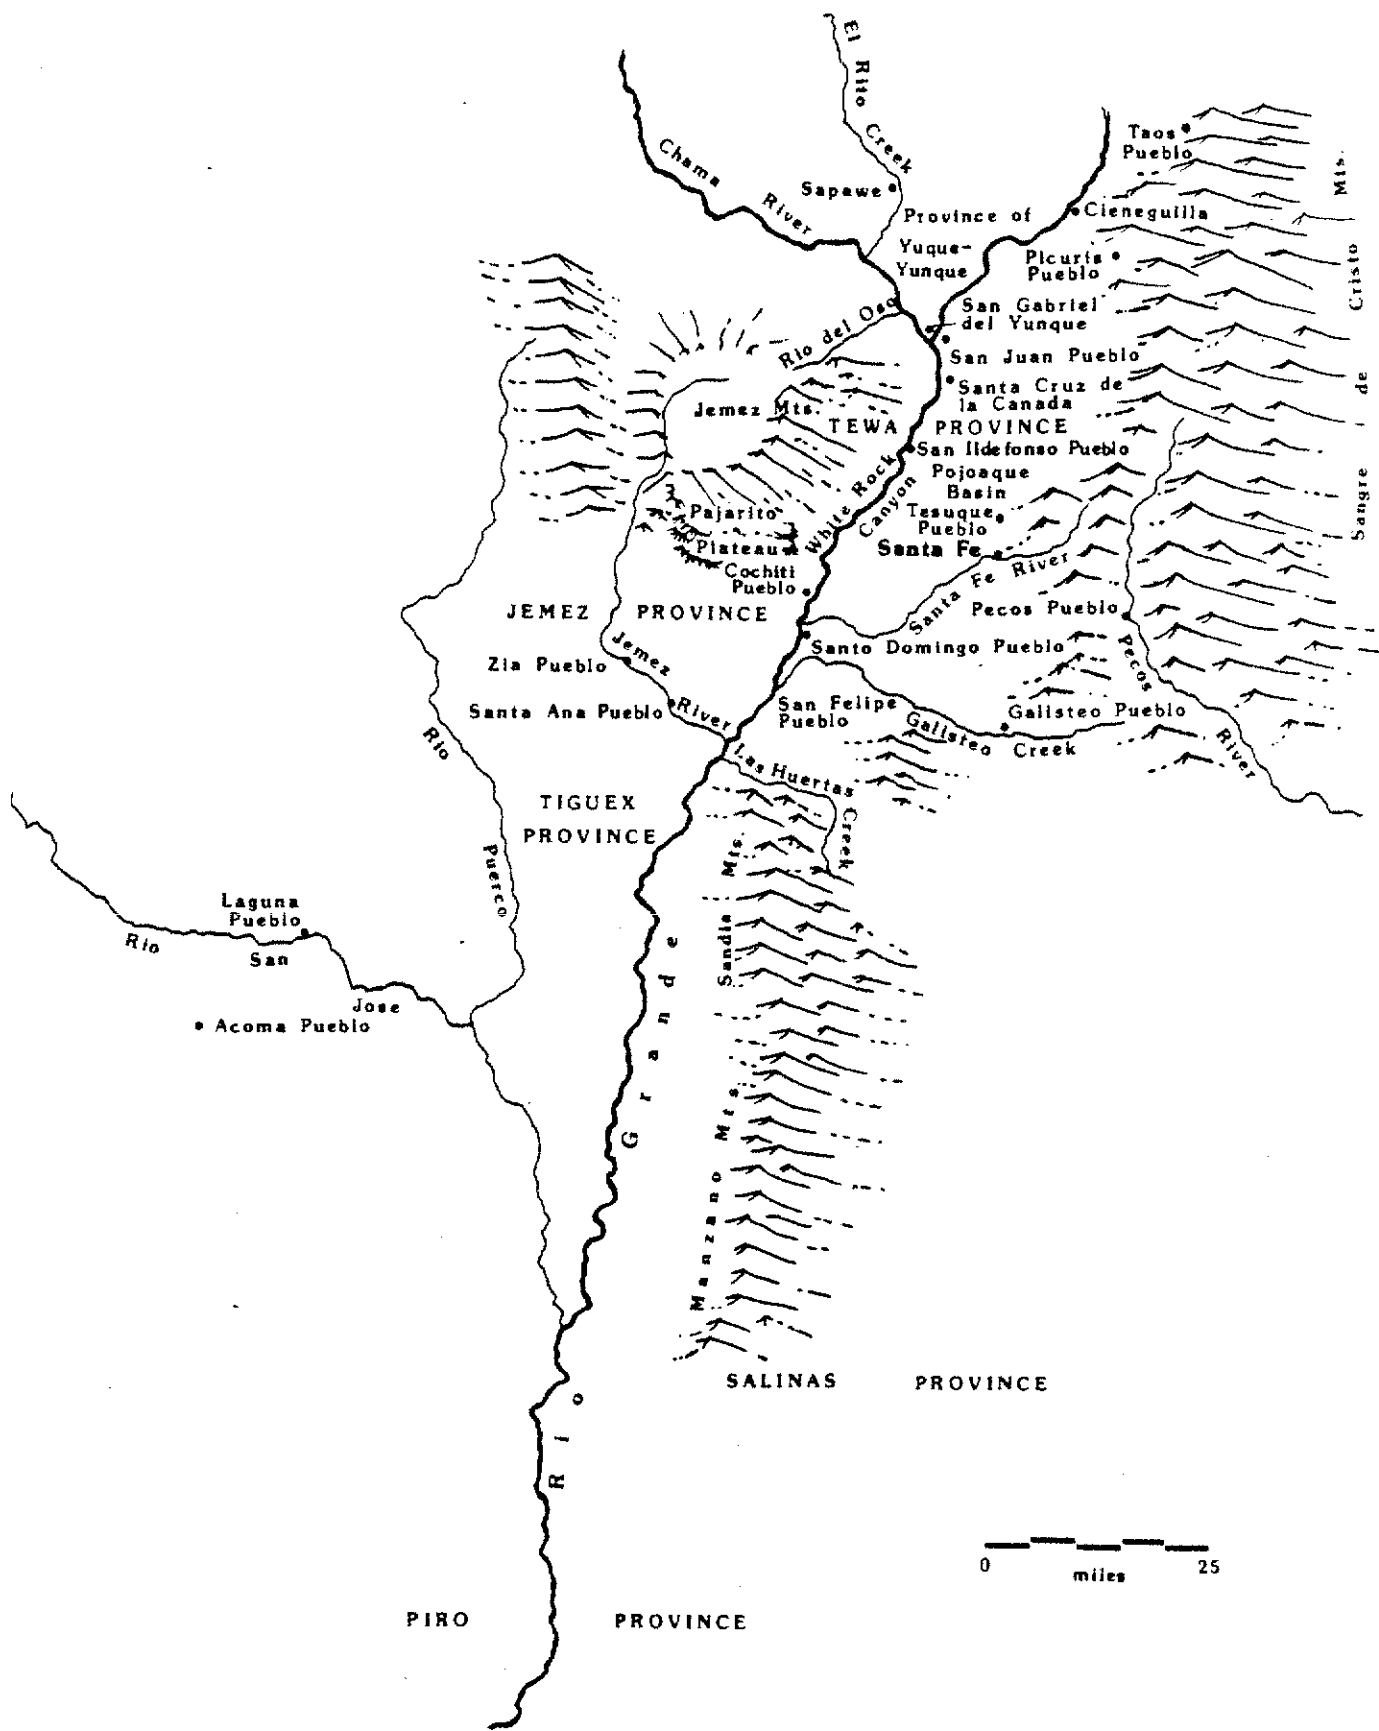 El Rito Creek
Chama River
Sapawe
Province of
Yuque-
Yunque
Taos
Pueblo
Cieneguilla
Picuris
Pueblo
Sangre de Cristo Mts.
San Gabriel
del Yunque
Rio del Oso
San Juan Pueblo
Santa Cruz de
la Canada
Jemez Mts.
TEWA PROVINCE
San Ildefonso Pueblo
White Rock
Canyon
Pojoaque
Basin
Tesuque
Pueblo
Pajarito
Plateau
Santa Fe
Cochiti
Pueblo
Santa Fe River
Pecos Pueblo
JEMEZ PROVINCE
Santo Domingo Pueblo
Jemez
River
Zia Pueblo
Pecos
River
Santa Ana Pueblo
San Felipe
Pueblo
Galisteo Pueblo
Galisteo Creek
Rio
Puerco
Las Huertas
Creek
TIGUEX
PROVINCE
Sandia Mts.
Laguna
Pueblo
Rio San Jose
Acoma Pueblo
Rio Grande
Manzano Mts.
SALINAS PROVINCE
0 25
miles
PIRO PROVINCE